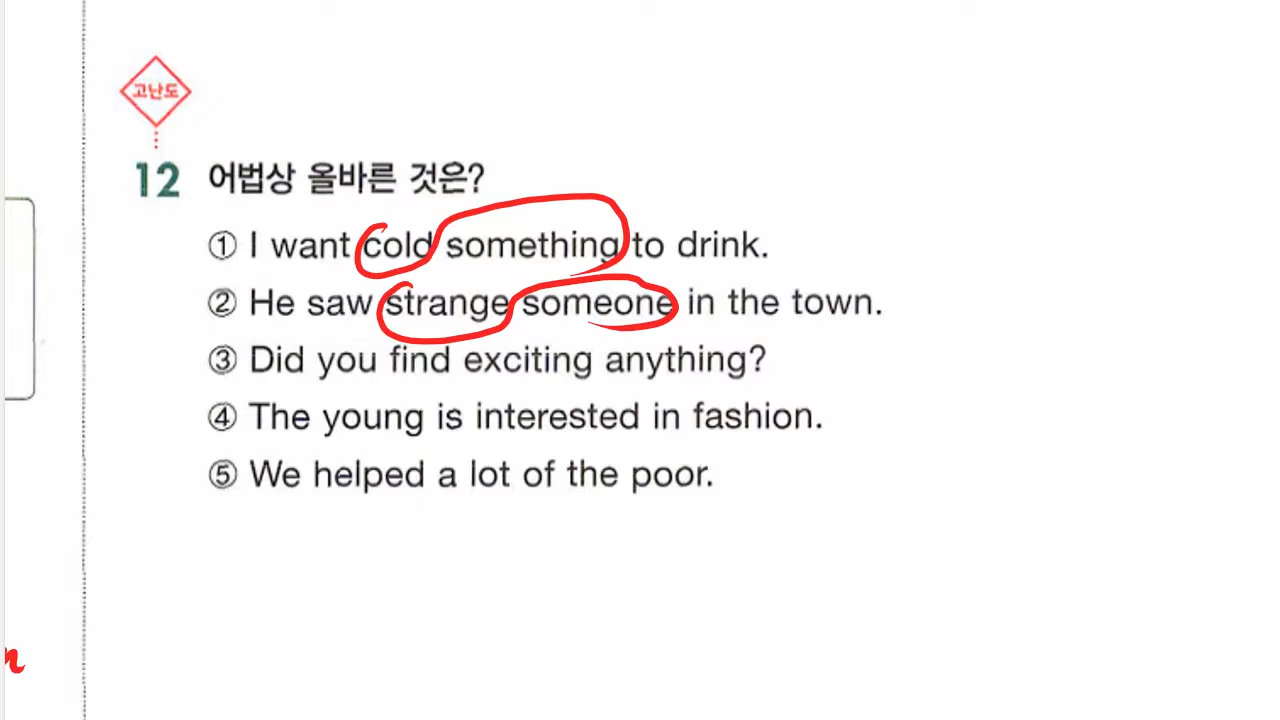 고난도
12 어법상 올바른 것은?
① I want cold something to drink.
② He saw strange someone in the town.
③ Did you find exciting anything?
④ The young is interested in fashion.
⑤ We helped a lot of the poor.